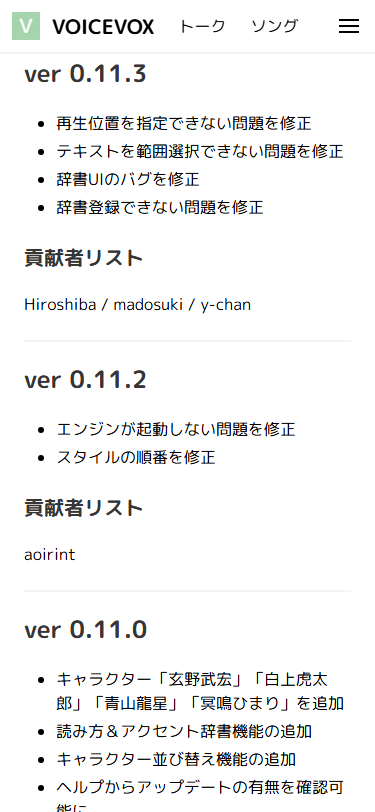 V VOICEVOX トーク ソング
ver 0.11.3
再生位置を指定できない問題を修正
テキストを範囲選択できない問題を修正
辞書UIのバグを修正
辞書登録できない問題を修正
貢献者リスト
Hiroshiba / madosuki / y-chan
ver 0.11.2
エンジンが起動しない問題を修正
スタイルの順番を修正
貢献者リスト
aoirint
ver 0.11.0
キャラクター「玄野武宏」「白上虎太
郎」「青山龍星」「冥鳴ひまり」を追加
読み方＆アクセント辞書機能の追加
キャラクター並び替え機能の追加
ヘルプからアップデートの有無を確認可
能に